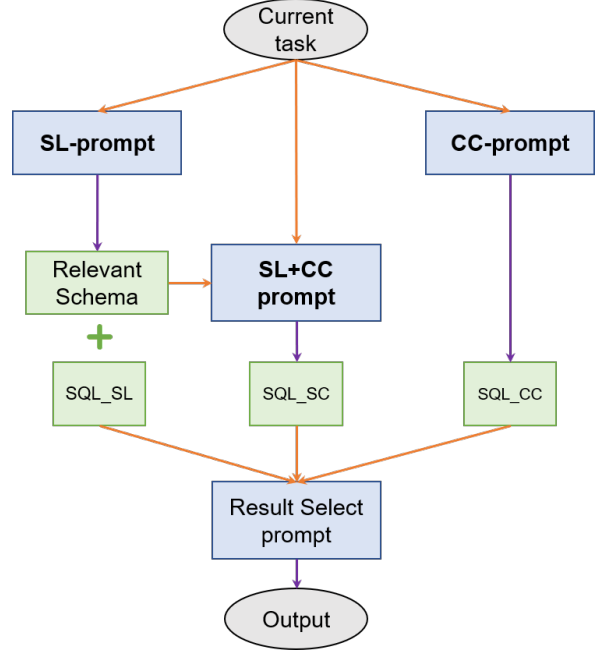 Current
task
SL-prompt
CC-prompt
Relevant
Schema
SL+CC
prompt
+
SQL_SL
SQL_SC
SQL_CC
Result Select
prompt
Output